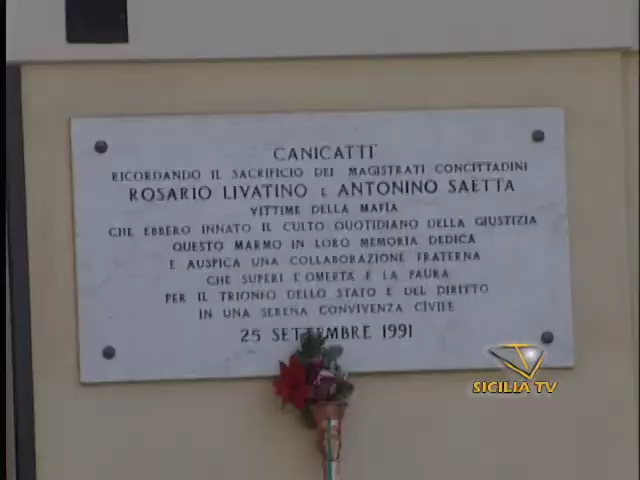 CANICATTÌ
RICORDANDO IL SACRIFICIO DEI MAGISTRATI CONCITTADINI
ROSARIO LIVATINO E ANTONINO SAETTA
VITTIME DELLA MAFIA
CHE EBBERO INNATO IL CULTO QUOTIDIANO DELLA GIUSTIZIA
QUESTO MARMO IN LORO MEMORIA DEDICA
E AUSPICA UNA COLLABORAZIONE FRATERNA
CHE SUPERI L'OMERTÀ E LA PAURA
PER IL TRIONFO DELLO STATO E DEL DIRITTO
IN UNA SERENA CONVIVENZA CIVILE
25 SETTEMBRE 1991
SICILIA TV